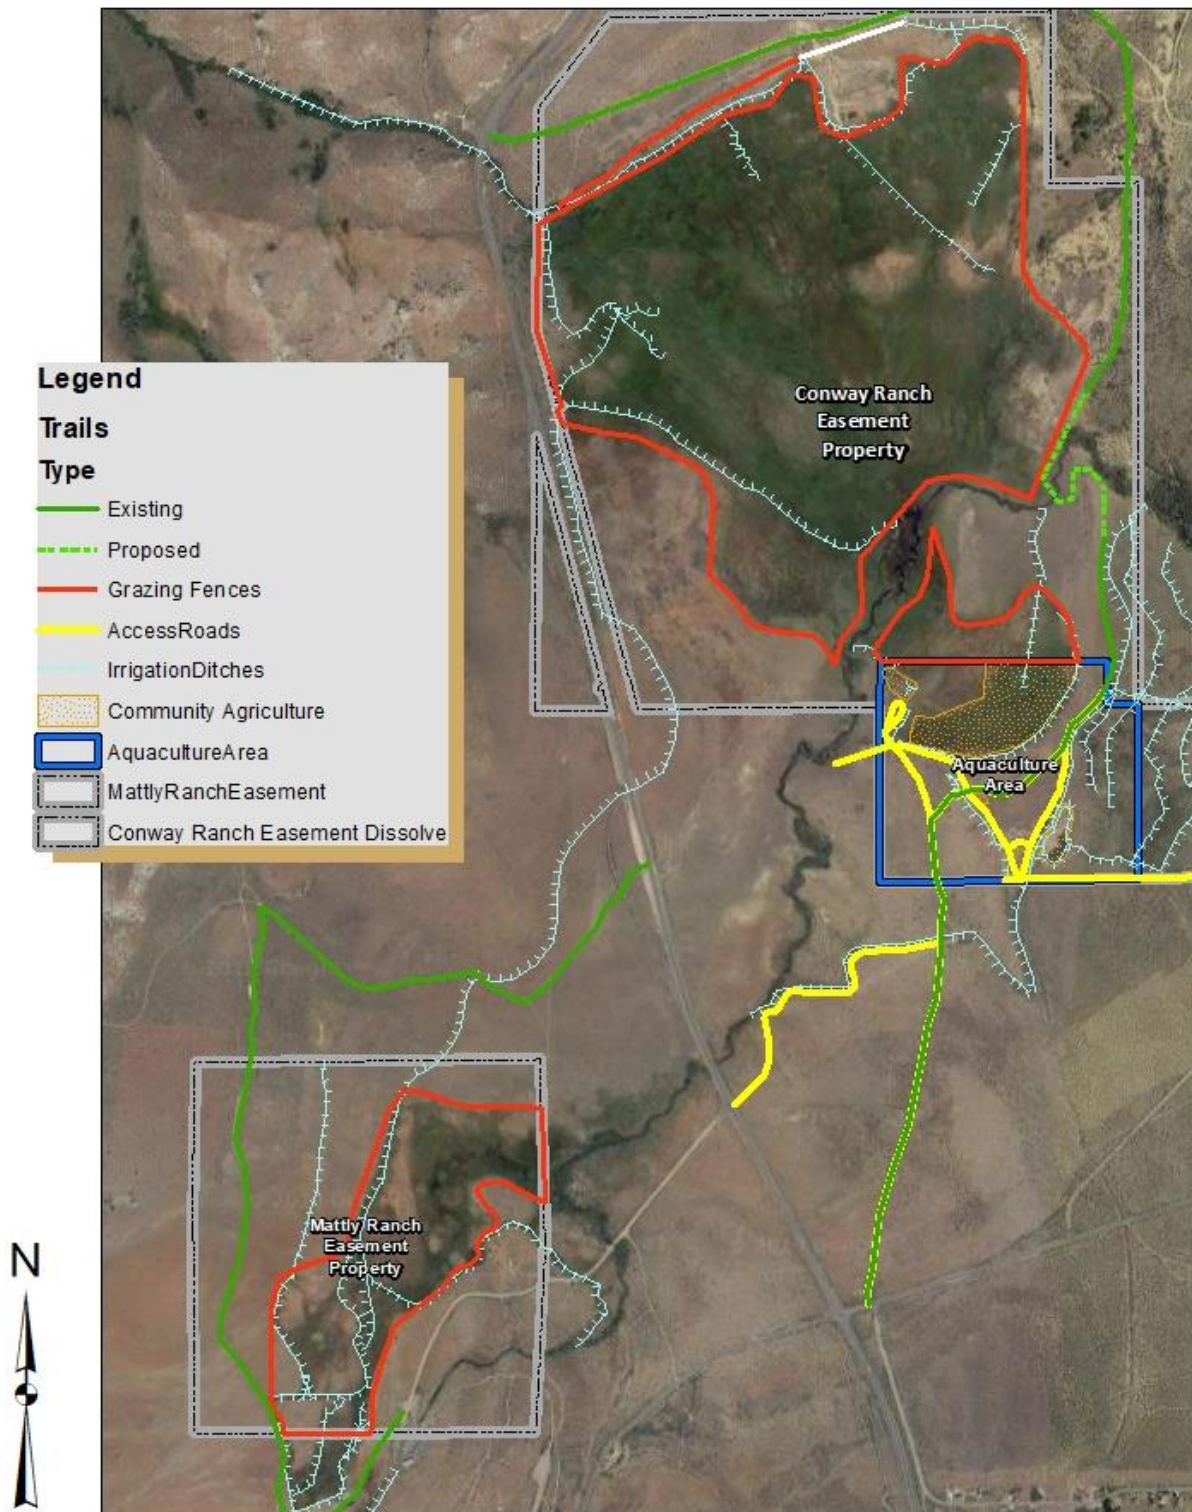 Conway Ranch
Easement
Property
Legend
Trails
Type
Existing
Proposed
Grazing Fences
AccessRoads
IrrigationDitches
Community Agriculture
AquacultureArea
MattlyRanchEasement
Conway Ranch Easement Dissolve
Aquaculture
Area
Mattly Ranch
Easement
Property
N